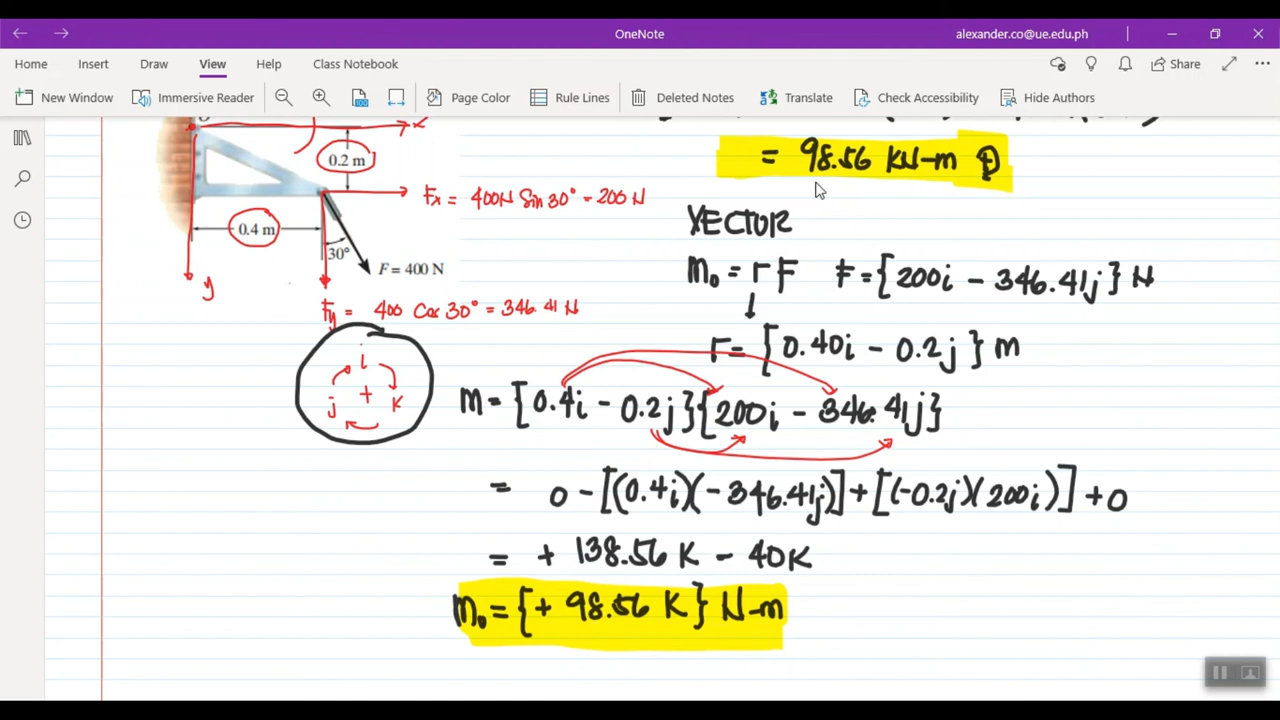 OneNote
alexander.co@ue.edu.ph
Home Insert Draw View Help Class Notebook Share
New Window Immersive Reader 100 Page Color Rule Lines Deleted Notes Translate Check Accessibility Hide Authors
x
0.2 m
= 98.56 KN-m
Fx = 400N Sin 30° = 200 N
0.4 m
30°
F = 400 N
y
Fy = 400 Cos 30° = 346.41 N
VECTOR
Mo = r F F = {200i - 346.41j} N
r = [0.40i - 0.2j } m
i
j + K
M = [0.4i - 0.2j}{200i - 346.41j}
= 0 - [(0.4i)(-346.41j)] + [(-0.2j)(200i)] + 0
= + 138.56 K - 40K
Mo = {+ 98.56 K} N-m